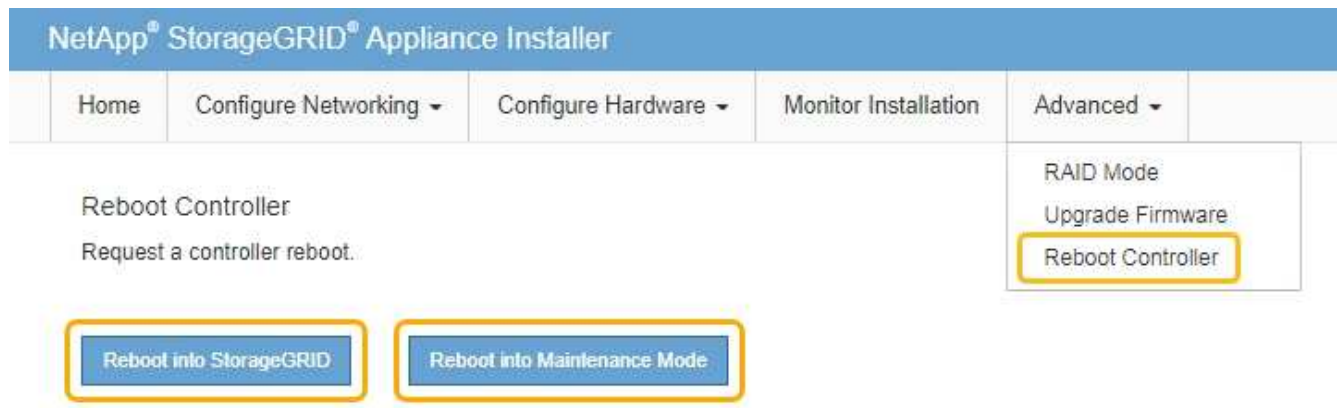 NetApp® StorageGRID® Appliance Installer
Home Configure Networking Configure Hardware Monitor Installation Advanced
RAID Mode
Upgrade Firmware
Reboot Controller
Reboot Controller
Request a controller reboot.
Reboot into StorageGRID Reboot into Maintenance Mode